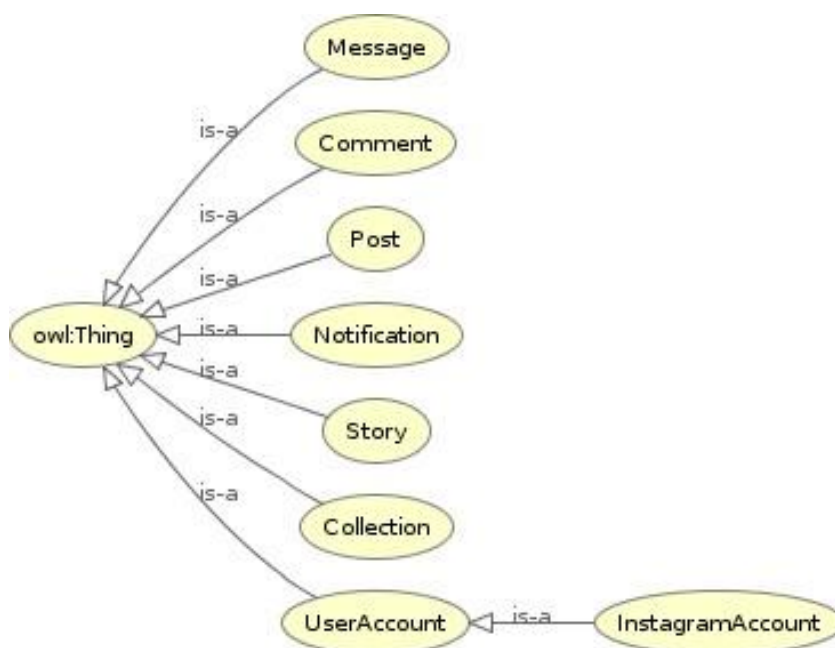 Message
is-a
Comment
is-a
Post
is-a
owl:Thing
is-a
Notification
is-a
Story
is-a
Collection
is-a
UserAccount
is-a
InstagramAccount